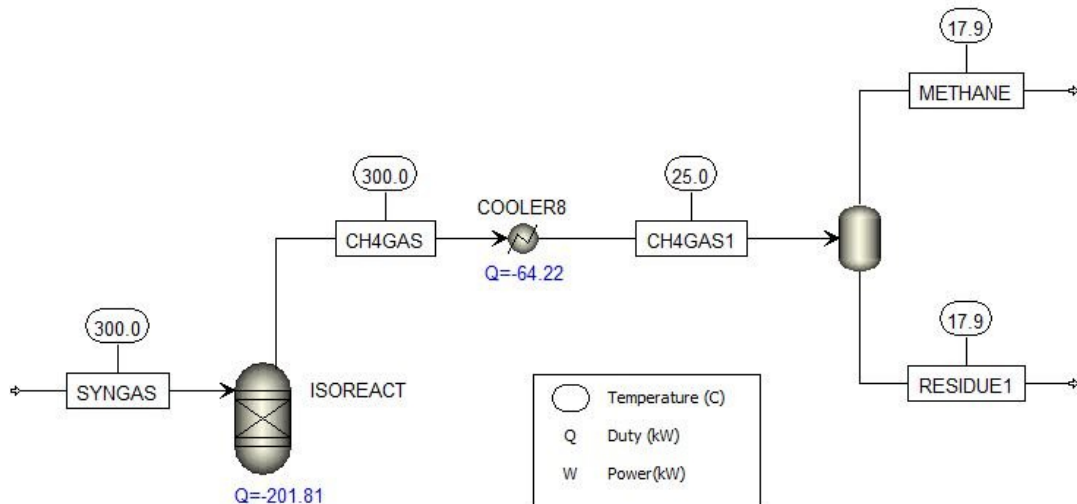 17.9
METHANE
300.0
25.0
COOLER8
CH4GAS
CH4GAS1
Q=-64.22
300.0
17.9
SYNGAS
ISOREACT
RESIDUE1
Temperature (C)
Q Duty (kW)
W Power(kW)
Q=-201.81